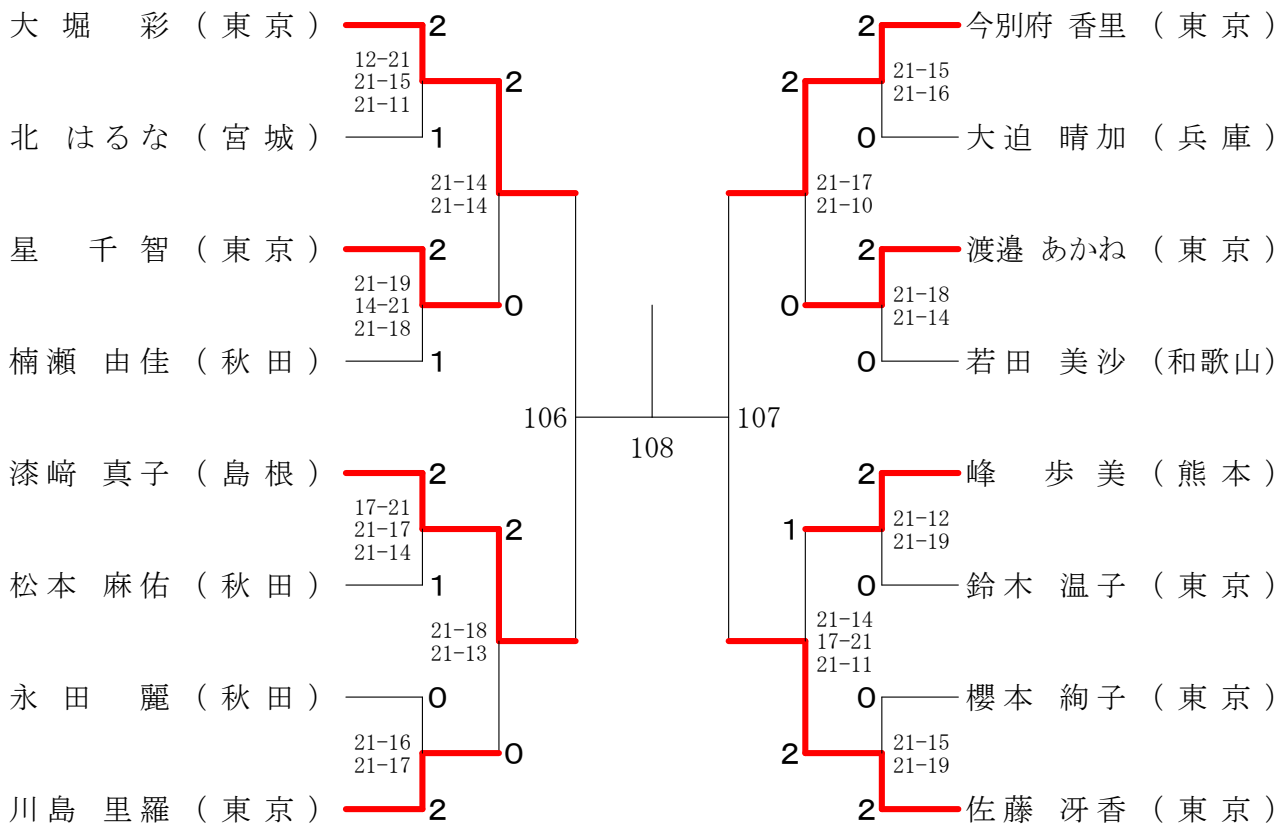 大堀 彩 (東京) 2
12-21
21-15
21-11
2
北 はるな (宮城) 1
21-14
21-14
星 千智 (東京) 2
21-19
14-21
21-18
0
楠瀬 由佳 (秋田) 1
106
漆﨑 真子 (島根) 2
17-21
21-17
21-14
2
松本 麻佑 (秋田) 1
21-18
21-13
永田 麗 (秋田) 0
21-16
21-17
0
川島 里羅 (東京) 2
108
2 今別府 香里 (東京)
2
21-15
21-16
0 大迫 晴加 (兵庫)
21-17
21-10
2 渡邉 あかね (東京)
0
21-18
21-14
0 若田 美沙 (和歌山)
107
2 峰 歩美 (熊本)
1
21-12
21-19
0 鈴木 温子 (東京)
21-14
17-21
21-11
0 櫻本 絢子 (東京)
2
21-15
21-19
2 佐藤 冴香 (東京)